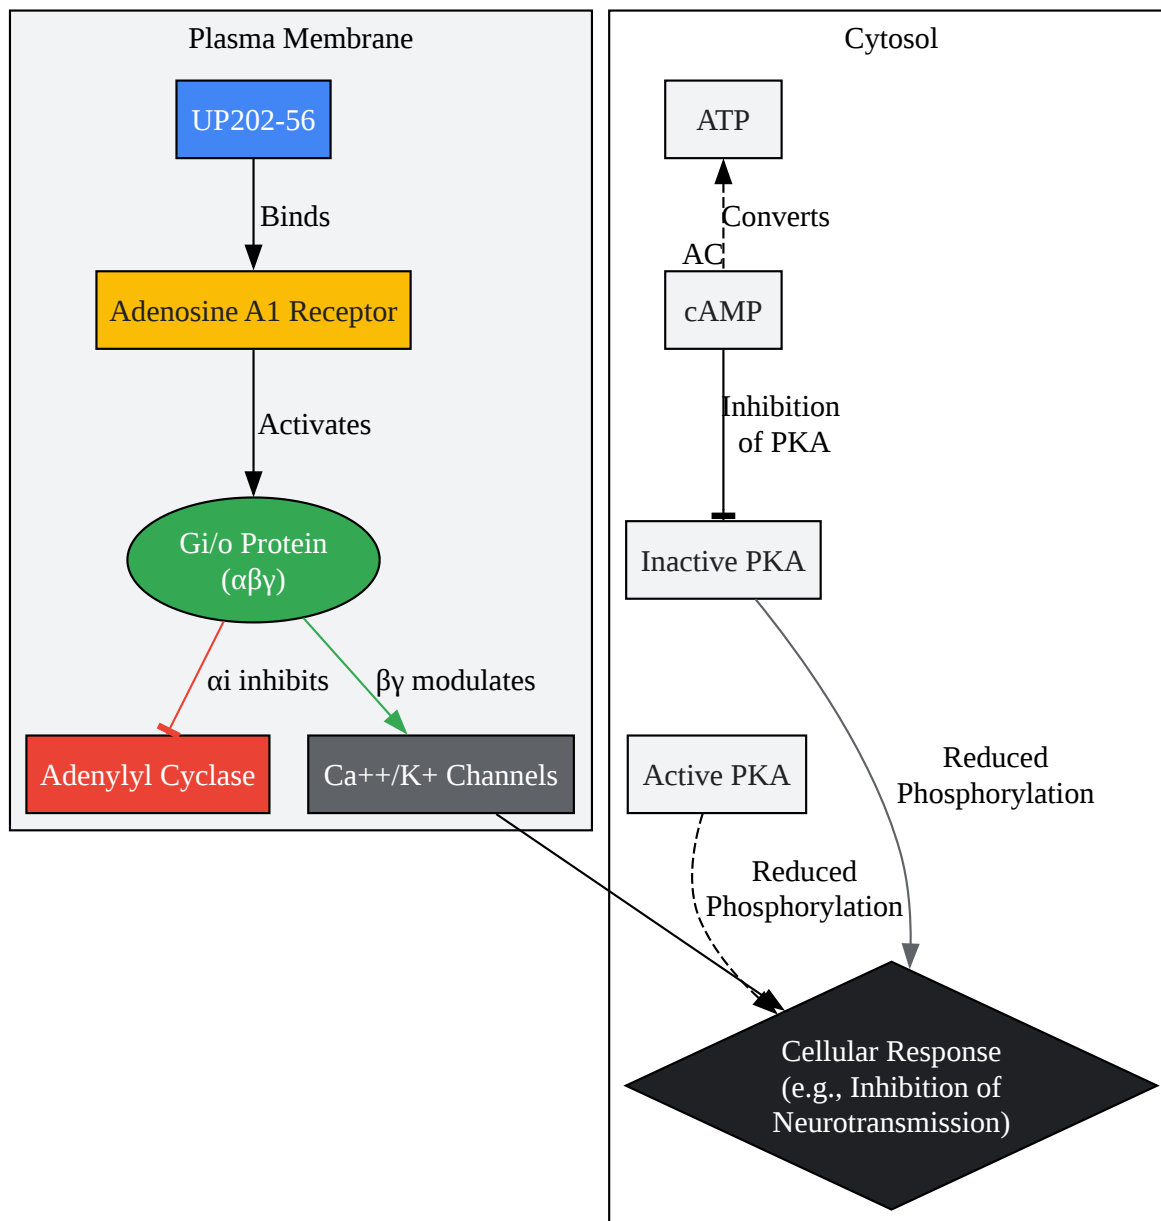 Plasma Membrane
UP202-56
Binds
Adenosine A1 Receptor
Activates
Gi/o Protein
(αβγ)
αi inhibits
βγ modulates
Adenylyl Cyclase
Ca++/K+ Channels
Cytosol
ATP
Converts
AC
cAMP
Inhibition
of PKA
Inactive PKA
Active PKA
Reduced
Phosphorylation
Reduced
Phosphorylation
Cellular Response
(e.g., Inhibition of
Neurotransmission)